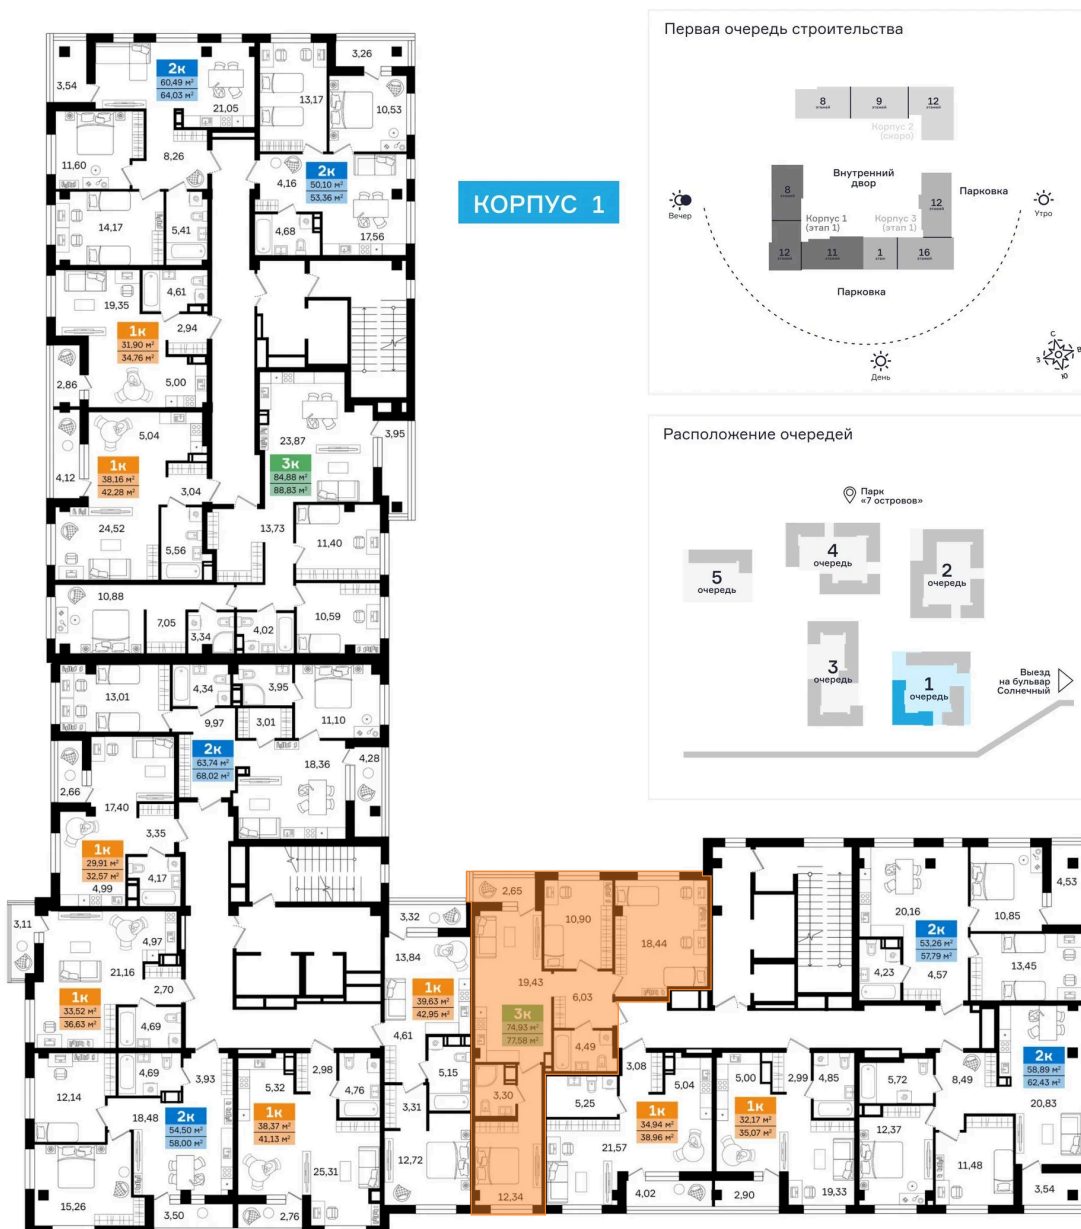 Первая очередь строительства
8
этажей
9
этажей
12
этажей
Корпус 2
(скоро)
Внутренний
двор
8
этажей
12
этажей
Парковка
Корпус 1
(этап 1)
Корпус 3
(этап 1)
12
этажей
11
этажей
1
этаж
16
этажей
Парковка
Вечер
Утро
День
С
В
Ю
З
КОРПУС 1
Расположение очередей
Парк
«7 островов»
5
очередь
4
очередь
2
очередь
3
очередь
1
очередь
Выезд
на бульвар
Солнечный
3,54
2к
60,49 м²
64,03 м²
21,05
13,17
3,26
10,53
11,60
8,26
4,16
2к
50,10 м²
53,36 м²
14,17
5,41
4,68
17,56
19,35
4,61
1к
31,90 м²
34,76 м²
2,94
2,86
5,00
5,04
23,87
3,95
4,12
1к
38,16 м²
42,28 м²
3,04
3к
84,88 м²
88,83 м²
24,52
5,56
13,73
11,40
10,88
7,05
3,34
4,02
10,59
13,01
4,34
3,95
11,10
9,97
3,01
2к
63,74 м²
68,02 м²
18,36
4,28
2,66
17,40
3,35
1к
29,91 м²
32,57 м²
4,99
4,17
3,11
4,97
21,16
2,70
1к
33,52 м²
36,63 м²
4,69
3,32
13,84
1к
39,63 м²
42,95 м²
4,61
5,15
3,31
12,72
2,65
10,90
18,44
19,43
6,03
3к
74,93 м²
77,58 м²
4,49
3,30
12,34
20,16
2к
53,26 м²
57,79 м²
10,85
4,53
4,23
4,57
13,45
12,14
4,69
3,93
18,48
2к
54,50 м²
58,00 м²
15,26
3,50
5,32
2,98
4,76
1к
38,37 м²
41,13 м²
25,31
2,76
5,25
3,08
5,04
1к
34,94 м²
38,96 м²
21,57
4,02
5,00
2,99
4,85
1к
32,17 м²
35,07 м²
2,90
19,33
5,72
8,49
2к
58,89 м²
62,43 м²
20,83
12,37
11,48
3,54